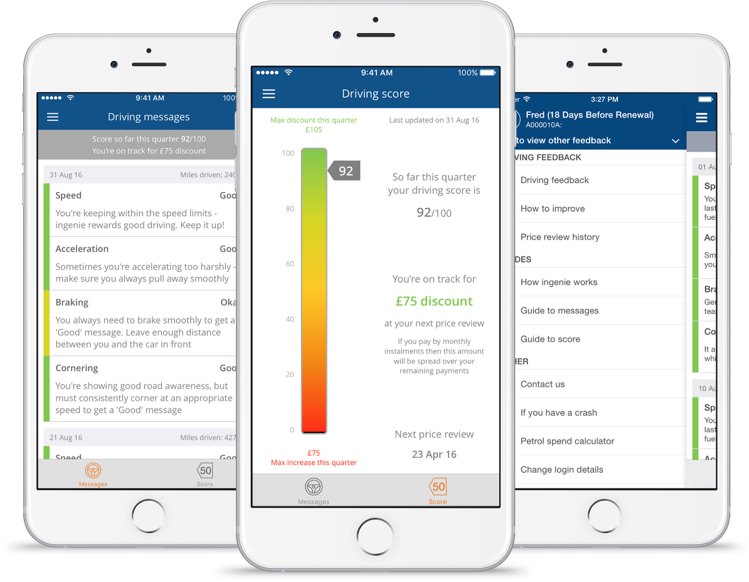 9:41 AM
100%
Driving messages
Score so far this quarter 92/100
You're on track for £75 discount
31 Aug 16
Miles driven: 240
Speed
Goo
You're keeping within the speed limits -
ingenie rewards good driving. Keep it up!
Acceleration
Goo
Sometimes you're accelerating too harshly -
make sure you always pull away smoothly
Braking
Oka
You always need to brake smoothly to get a
'Good' message. Leave enough distance
between you and the car in front
Cornering
Goo
You're showing good road awareness, but
must consistently corner at an appropriate
speed to get a 'Good' message
21 Aug 16
Miles driven: 427
Speed
Goo
Messages
50
Score
9:41 AM
100%
Driving score
Max discount this quarter
£105
Last updated on 31 Aug 16
100
80
60
40
20
0
92
So far this quarter
your driving score is
92/100
You're on track for
£75 discount
at your next price review
If you pay by monthly
instalments then this amount
will be spread over your
remaining payments
Next price review
23 Apr 16
£75
Max increase this quarter
Messages
50
Score
er
3:27 PM
Fred (18 Days Before Renewal)
A000010A:
to view other feedback
VING FEEDBACK
Driving feedback
How to improve
Price review history
DES
How ingenie works
Guide to messages
Guide to score
HER
Contact us
If you have a crash
Petrol spend calculator
Change login details
01 Au
Sp
You
last
fue
Ac
Sm
you
Bra
Ger
tea
Co
It a
whi
10 Au
Sp
You
last
fue
Ac